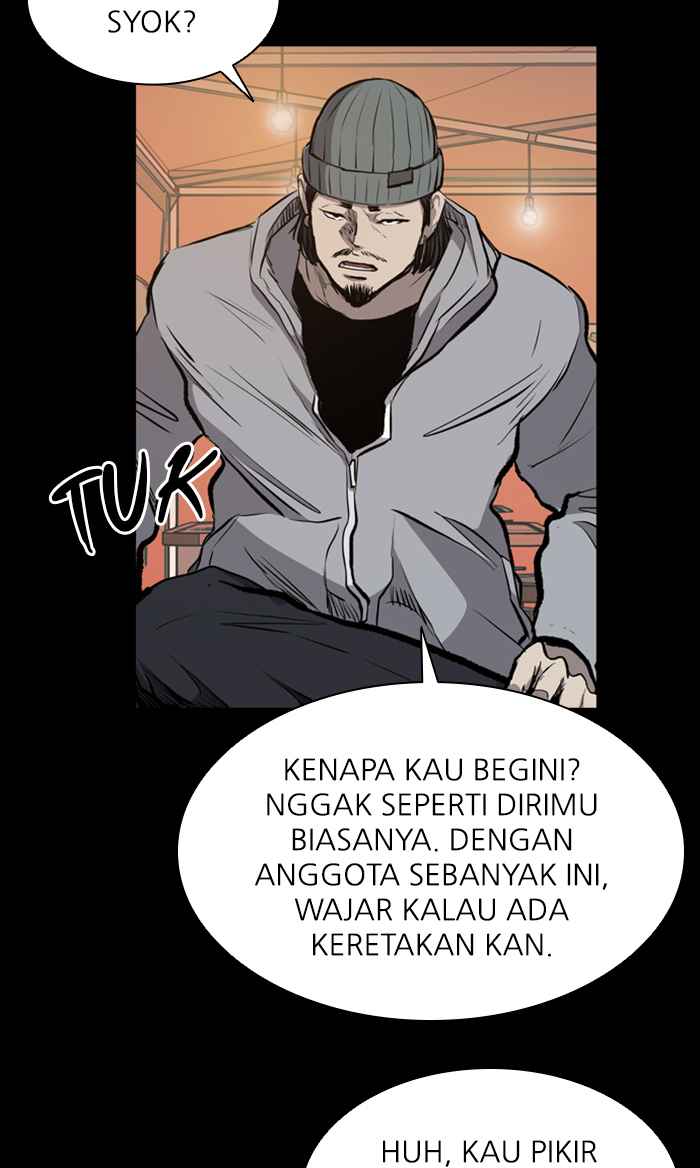 SYOK?
TUK
KENAPA KAU BEGINI?
NGGAK SEPERTI DIRIMU
BIASANYA. DENGAN
ANGGOTA SEBANYAK INI,
WAJAR KALAU ADA
KERETAKAN KAN.
HUH, KAU PIKIR